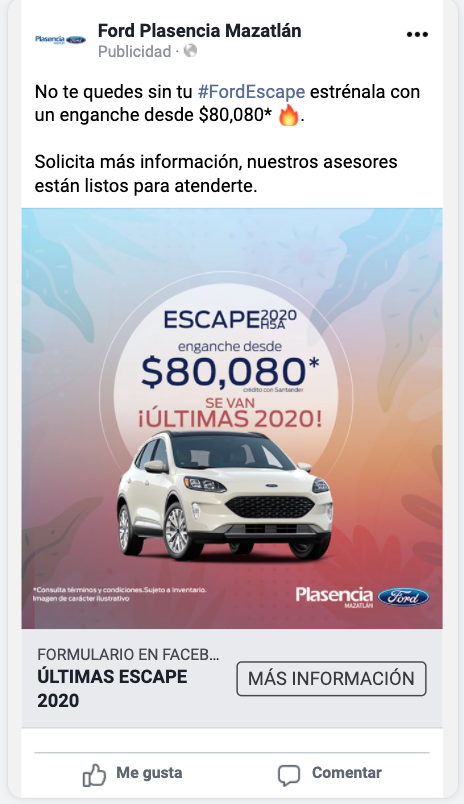 Plasencia Ford
Ford Plasencia Mazatlán
Publicidad ·
No te quedes sin tu #FordEscape estrénala con
un enganche desde $80,080* 🔥.
Solicita más información, nuestros asesores
están listos para atenderte.
ESCAPE 2020
H5A
enganche desde
$80,080*
crédito con Santander
SE VAN
¡ÚLTIMAS 2020!
*Consulta términos y condiciones.Sujeto a inventario.
Imagen de carácter ilustrativo
Plasencia Ford
MAZATLÁN
FORMULARIO EN FACEB...
ÚLTIMAS ESCAPE
2020
MÁS INFORMACIÓN
Me gusta
Comentar